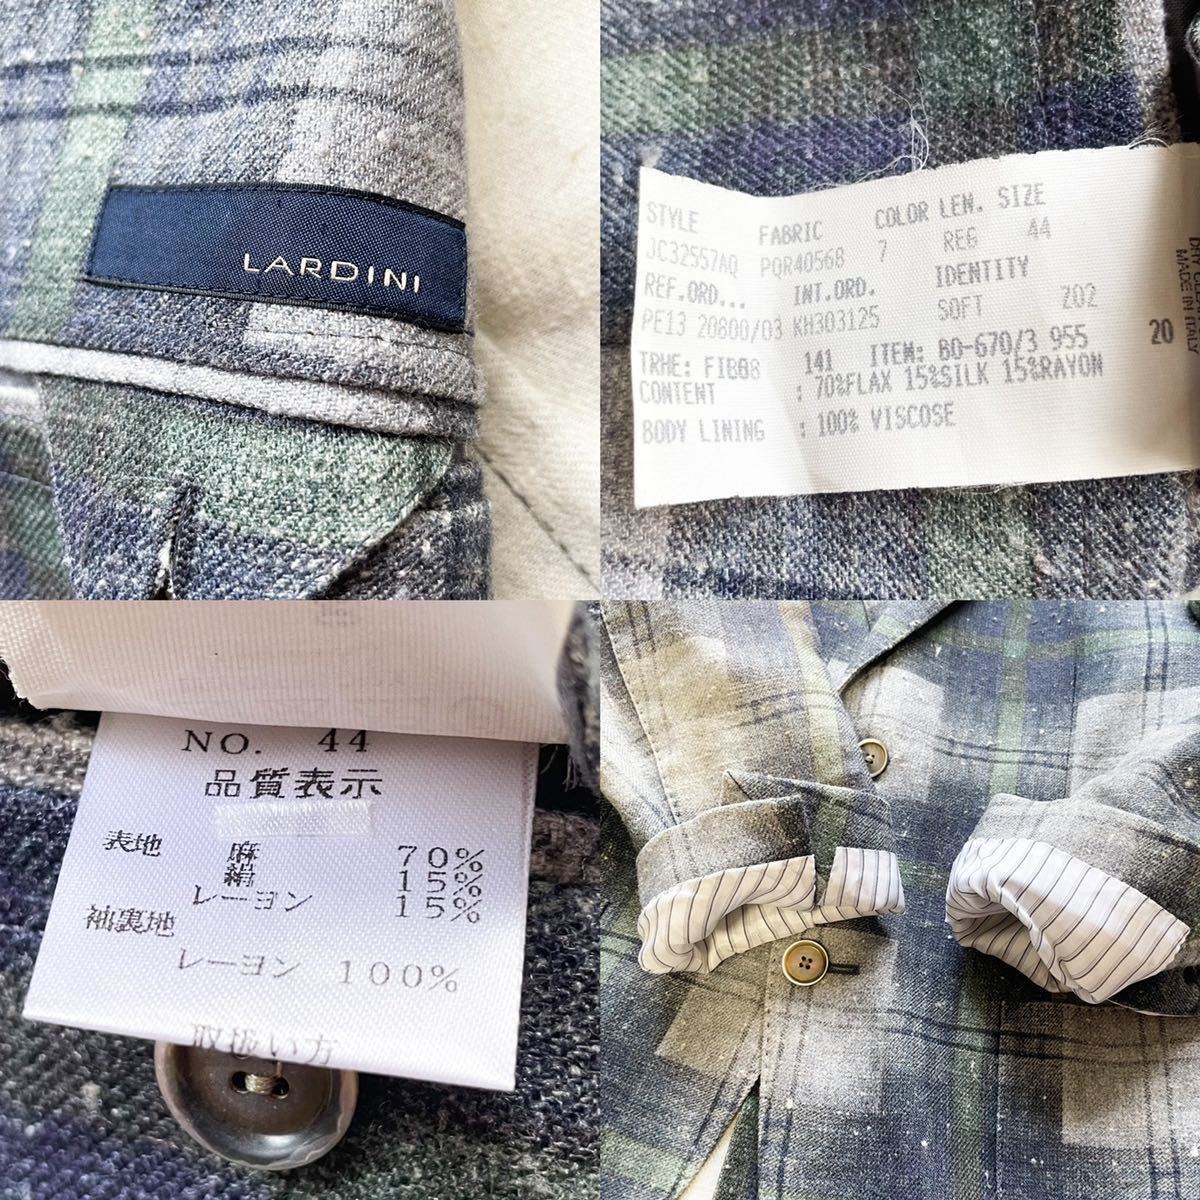 LARDINI
STYLE FABRIC COLOR LEN. SIZE
JC32557AQ PQR40568 7 REG 44
REF.ORD... INT.ORD. IDENTITY
PE13 20800/03 KH303125 SOFT Z02
141 ITEM: BO-670/3 955 20
CONTENT : 70%FLAX 15%SILK 15%RAYON
BODY LINING : 100% VISCOSE
MADE IN ITALY
NO. 44
品質表示
表地 麻 70%
絹 15%
レーヨン 15%
袖裏地
レーヨン 100%
取扱い方